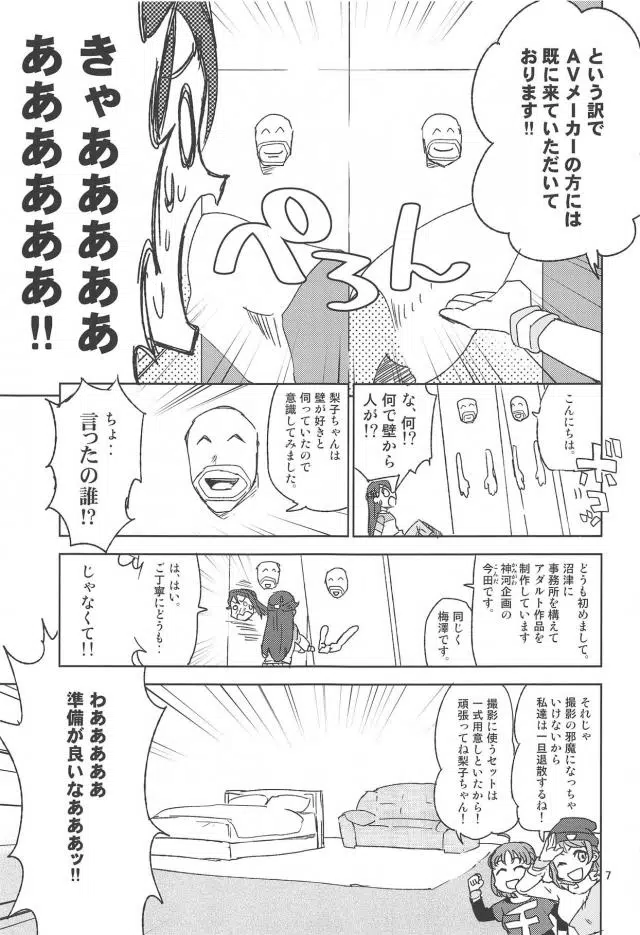 という訳で
AVメーカーの方には
既に来ていただいて
おります!!
ぺろん
きゃあああああ
ああああああ!!
こんにちは。
ボコッ
な、何!?
何で壁から
人が!?
梨子ちゃんは
壁が好きと
伺っていたので
意識してみました。
ちょ‥
言ったの誰!?
どうも初めまして。
沼津に
事務所を構えて
アダルト作品を
制作しています
神河企画の
かんがわ
今田です。
こんだ
同じく
梅澤です。
は、はい。
ご丁寧にどうも‥
じゃなくて!!
それじゃ
撮影の邪魔になっちゃ
いけないから
私達は一旦退散するね!
撮影に使うセットは
一式用意しといたから!
頑張ってね梨子ちゃん!
わああああああ
準備が良いなあああッ!!
7